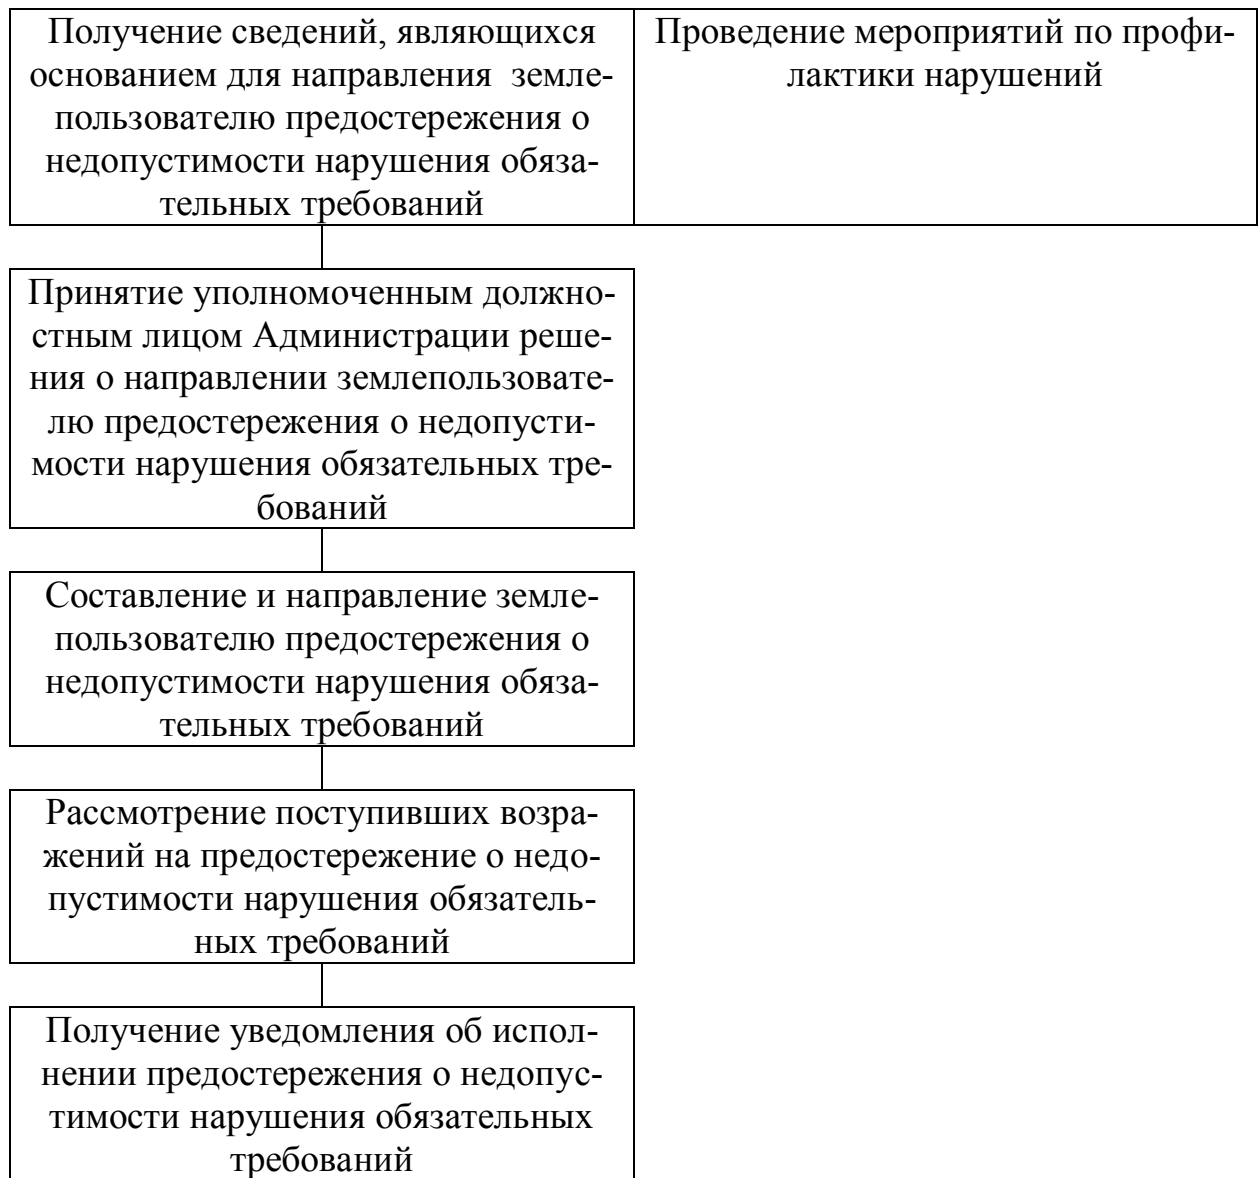 Получение сведений, являющихся
основанием для направления  земле-
пользователю предостережения о
недопустимости нарушения обяза-
тельных требований
Проведение мероприятий по профи-
лактики нарушений
Принятие уполномоченным должно-
стным лицом Администрации реше-
ния о направлении землепользовате-
лю предостережения о недопусти-
мости нарушения обязательных тре-
бований
Составление и направление земле-
пользователю предостережения о
недопустимости нарушения обяза-
тельных требований
Рассмотрение поступивших возра-
жений на предостережение о недо-
пустимости нарушения обязатель-
ных требований
Получение уведомления об испол-
нении предостережения о недопус-
тимости нарушения обязательных
требований